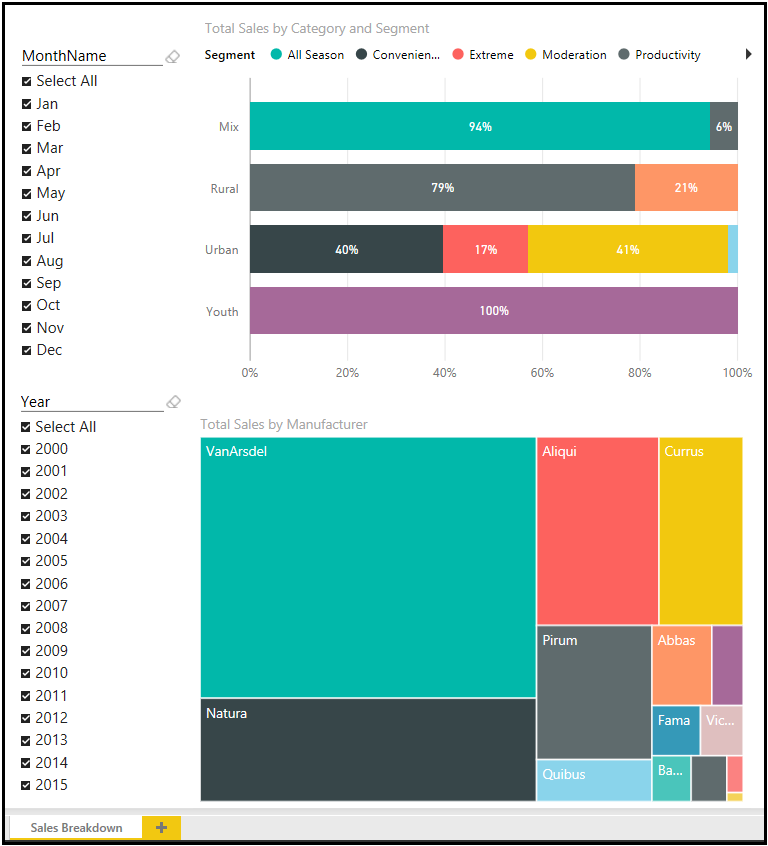 Total Sales by Category and Segment
Segment All Season Convenien... Extreme Moderation Productivity
Mix 94% 6%
Rural 79% 21%
Urban 40% 17% 41%
Youth 100%
0% 20% 40% 60% 80% 100%
MonthName
Select All
Jan
Feb
Mar
Apr
May
Jun
Jul
Aug
Sep
Oct
Nov
Dec
Year
Select All
2000
2001
2002
2003
2004
2005
2006
2007
2008
2009
2010
2011
2012
2013
2014
2015
Total Sales by Manufacturer
VanArsdel
Aliqui
Currus
Natura
Pirum
Abbas
Fama
Vic...
Quibus
Ba...
Sales Breakdown